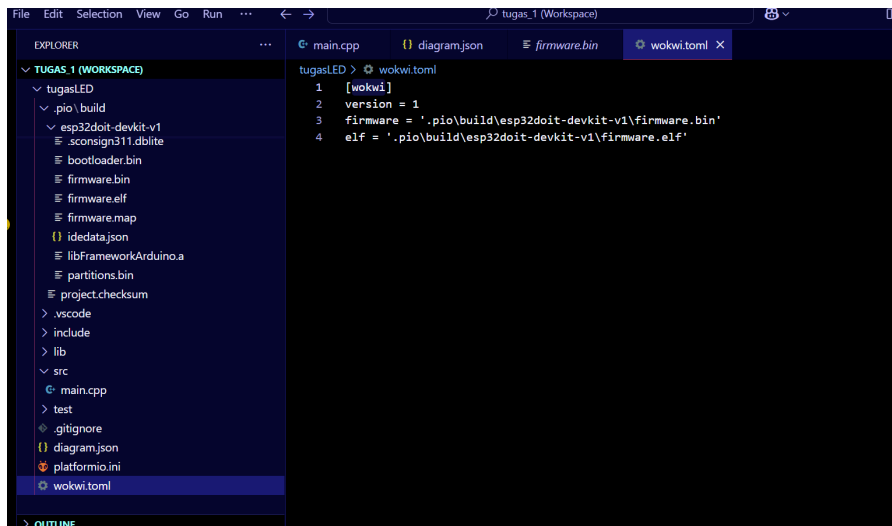 File Edit Selection View Go Run ··· ← → tugas_1 (Workspace)
EXPLORER ···
TUGAS_1 (WORKSPACE)
tugasLED
.pio \ build
esp32doit-devkit-v1
.sconsign311.dblite
bootloader.bin
firmware.bin
firmware.elf
firmware.map
{} idedata.json
libFrameworkArduino.a
partitions.bin
project.checksum
> .vscode
> include
> lib
src
main.cpp
> test
.gitignore
{} diagram.json
platformio.ini
wokwi.toml
> OUTLINE
main.cpp {} diagram.json firmware.bin wokwi.toml ×
tugasLED > wokwi.toml
1 [wokwi]
2 version = 1
3 firmware = '.pio\build\esp32doit-devkit-v1\firmware.bin'
4 elf = '.pio\build\esp32doit-devkit-v1\firmware.elf'